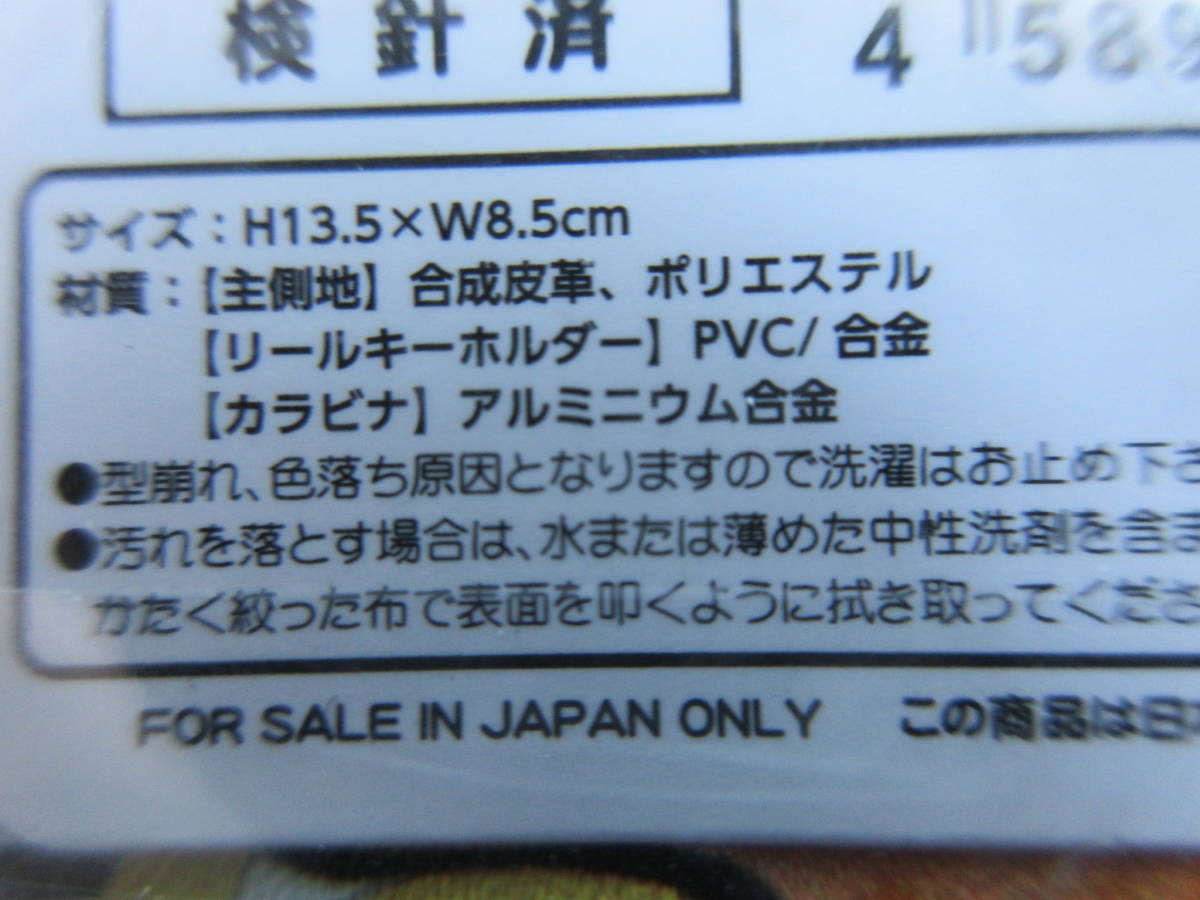 検針済
4 589
サイズ：H13.5×W8.5cm
材質：【主側地】合成皮革、ポリエステル
【リールキーホルダー】PVC/合金
【カラビナ】アルミニウム合金
●型崩れ、色落ち原因となりますので洗濯はお止め下さ
●汚れを落とす場合は、水または薄めた中性洗剤を含ま
かたく絞った布で表面を叩くように拭き取ってくださ
FOR SALE IN JAPAN ONLY この商品は日本